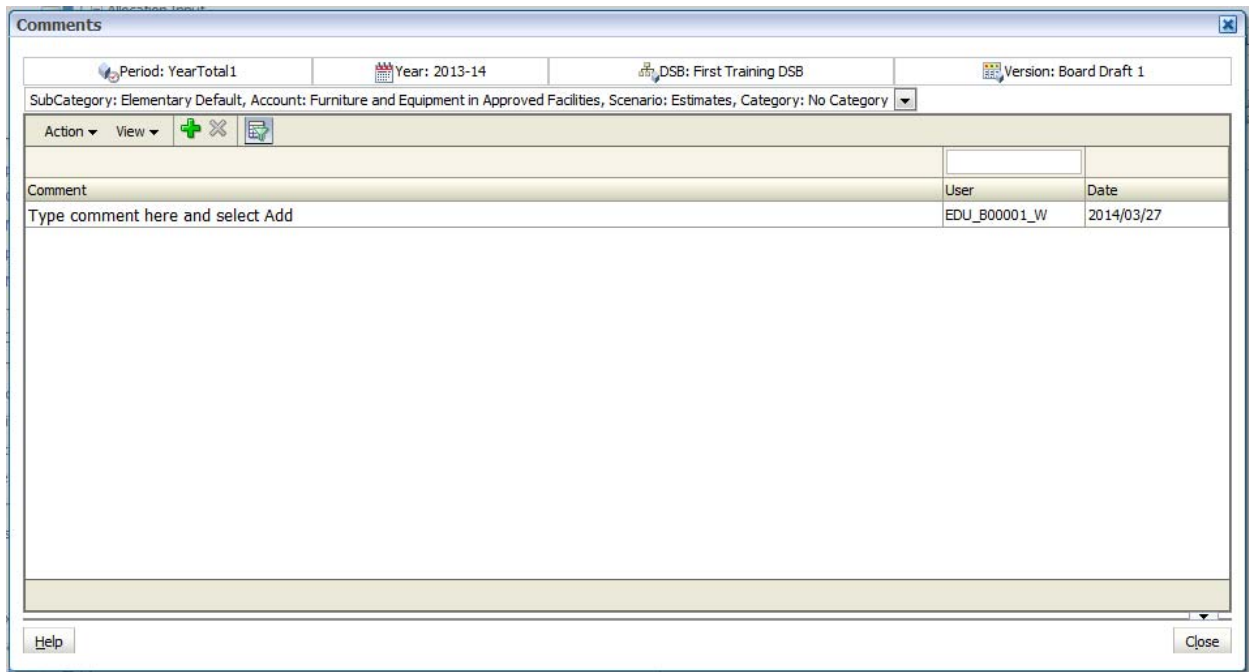 Allocation Input
Comments
Period: YearTotal1 Year: 2013-14 DSB: First Training DSB Version: Board Draft 1
SubCategory: Elementary Default, Account: Furniture and Equipment in Approved Facilities, Scenario: Estimates, Category: No Category
Action View
Comment User Date
Type comment here and select Add EDU_B00001_W 2014/03/27
Help Close